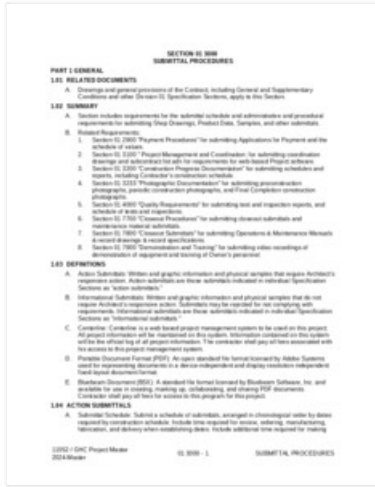 SECTION 01 3000
SUBMITTAL PROCEDURES
PART 1 GENERAL
1.01 RELATED DOCUMENTS
A. Drawings and general provisions of the Contract, including General and Supplementary
Conditions and other Division 01 Specification Sections, apply to this Section.
1.02 SUMMARY
A. Section includes requirements for the submittal schedule and administrative and procedural
requirements for submitting Shop Drawings, Product Data, Samples, and other submittals.
B. Related Requirements:
1. Section 01 2900 "Payment Procedures" for submitting Applications for Payment and the
schedule of values.
2. Section 01 3100 "Project Management and Coordination" for submitting coordination
drawings and subcontract list and for requirements for web-based Project software.
3. Section 01 3200 "Construction Progress Documentation" for submitting schedules and
reports, including Contractor's construction schedule.
4. Section 01 3233 "Photographic Documentation" for submitting preconstruction
photographs, periodic construction photographs, and Final Completion construction
photographs.
5. Section 01 4000 "Quality Requirements" for submitting test and inspection reports, and
schedule of tests and inspections.
6. Section 01 7700 "Closeout Procedures" for submitting closeout submittals and
maintenance material submittals.
7. Section 01 7800 "Closeout Submittals" for submitting Operations & Maintenance Manuals
& record drawings & record specifications.
8. Section 01 7900 "Demonstration and Training" for submitting video recordings of
demonstration of equipment and training of Owner's personnel.
1.03 DEFINITIONS
A. Action Submittals: Written and graphic information and physical samples that require Architect's
responsive action. Action submittals are those submittals indicated in individual Specification
Sections as "action submittals."
B. Informational Submittals: Written and graphic information and physical samples that do not
require Architect's responsive action. Submittals may be rejected for not complying with
requirements. Informational submittals are those submittals indicated in individual Specification
Sections as "informational submittals."
C. Centerline: Centerline is a web based project management system to be used on this project.
All project information will be maintained on this system. Information contained on this system
will be the official log of all project information. The contractor shall pay all fees associated with
his access to this project management system.
D. Portable Document Format (PDF): An open standard file format licensed by Adobe Systems
used for representing documents in a device-independent and display resolution-independent
fixed-layout document format.
E. Bluebeam Document (BSX): A standard file format licensed by Bluebeam Software, Inc. and
available for use in creating, marking up, collaborating, and sharing PDF documents.
Contractor shall pay all fees for access to this program for this project.
1.04 ACTION SUBMITTALS
A. Submittal Schedule: Submit a schedule of submittals, arranged in chronological order by dates
required by construction schedule. Include time required for review, ordering, manufacturing,
fabrication, and delivery when establishing dates. Include additional time required for making
11052 / GHC Project Master
2024 Master
01 3000 - 1
SUBMITTAL PROCEDURES